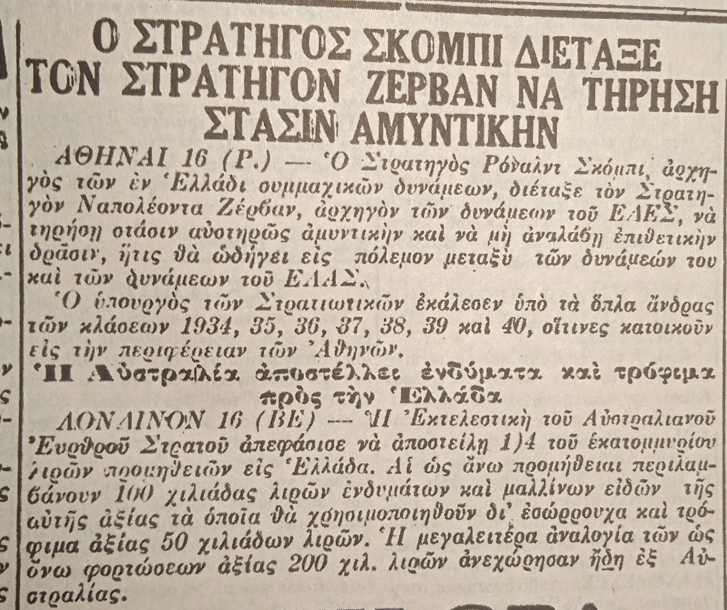 Ο ΣΤΡΑΤΗΓΟΣ ΣΚΟΜΠΙ ΔΙΕΤΑΞΕ
ΤΟΝ ΣΤΡΑΤΗΓΟΝ ΖΕΡΒΑΝ ΝΑ ΤΗΡΗΣΗ
ΣΤΑΣΙΝ ΑΜΥΝΤΙΚΗΝ
ΑΘΗΝΑΙ 16 (Ρ.) — Ὁ Στρατηγὸς Ρόναλντ Σκόμπι, ἀρχη-
γὸς τῶν ἐν Ἑλλάδι συμμαχικῶν δυνάμεων, διέταξε τὸν Στρατη-
γὸν Ναπολέοντα Ζέρβαν, ἀρχηγὸν τῶν δυνάμεων τοῦ ΕΔΕΣ, νὰ
τηρήσῃ στάσιν αὐστηρῶς ἀμυντικὴν καὶ νὰ μὴ ἀναλάβῃ ἐπιθετικὴν
δρᾶσιν, ἥτις θὰ ὡδήγει εἰς πόλεμον μεταξὺ τῶν δυνάμεών του
καὶ τῶν δυνάμεων τοῦ ΕΛΑΣ.
Ὁ ὑπουργὸς τῶν Στρατιωτικῶν ἐκάλεσεν ὑπὸ τὰ ὅπλα ἄνδρας
τῶν κλάσεων 1934, 35, 36, 37, 38, 39 καὶ 40, οἵτινες κατοικοῦν
εἰς τὴν περιφέρειαν τῶν Ἀθηνῶν.
Ἡ Αὐστραλία ἀποστέλλει ἐνδύματα καὶ τρόφιμα
πρὸς τὴν Ἑλλάδα
ΛΟΝΔΙΝΟΝ 16 (ΒΕ) — Ἡ Ἐκτελεστικὴ τοῦ Αὐστραλιανοῦ
Ἐυρθροῦ Στρατοῦ ἀπεφάσισε νὰ ἀποστείλῃ 1)4 τοῦ ἑκατομμυρίου
λιρῶν προμηθειῶν εἰς Ἑλλάδα. Αἱ ὡς ἄνω προμήθειαι περιλαμ-
βάνουν 100 χιλιάδας λιρῶν ἐνδυμάτων καὶ μαλλίνων εἰδῶν τῆς
αὐτῆς ἀξίας τὰ ὁποῖα θὰ χρησιμοποιηθοῦν δι᾽ ἐσώρρουχα καὶ τρό-
φιμα ἀξίας 50 χιλιάδων λιρῶν. Ἡ μεγαλειτέρα ἀναλογία τῶν ὡς
ἄνω φορτώσεων ἀξίας 200 χιλ. λιρῶν ἀνεχώρησαν ἤδη ἐξ Αὐ-
στραλίας.